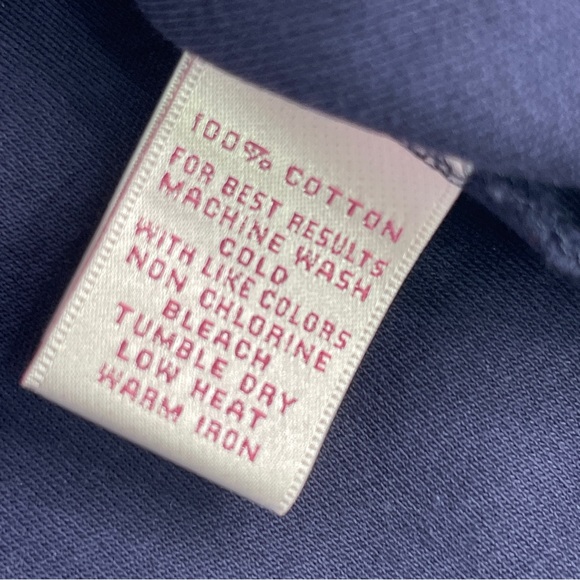 100% COTTON
FOR BEST RESULTS
MACHINE WASH
COLD
WITH LIKE COLORS
NON CHLORINE
BLEACH
TUMBLE DRY
LOW HEAT
WARM IRON